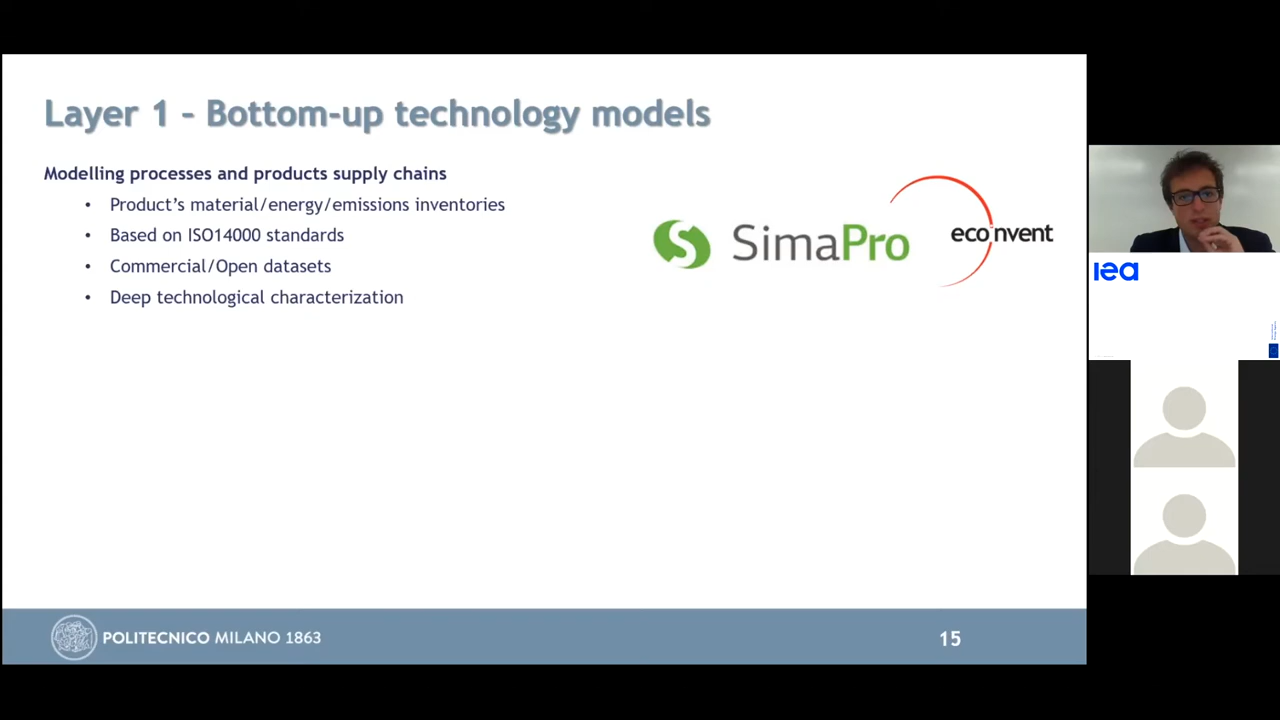 Layer 1 - Bottom-up technology models
Modelling processes and products supply chains
• Product's material/energy/emissions inventories
• Based on ISO14000 standards
• Commercial/Open datasets
• Deep technological characterization
SimaPro
ecoinvent
iea
POLITECNICO MILANO 1863
15